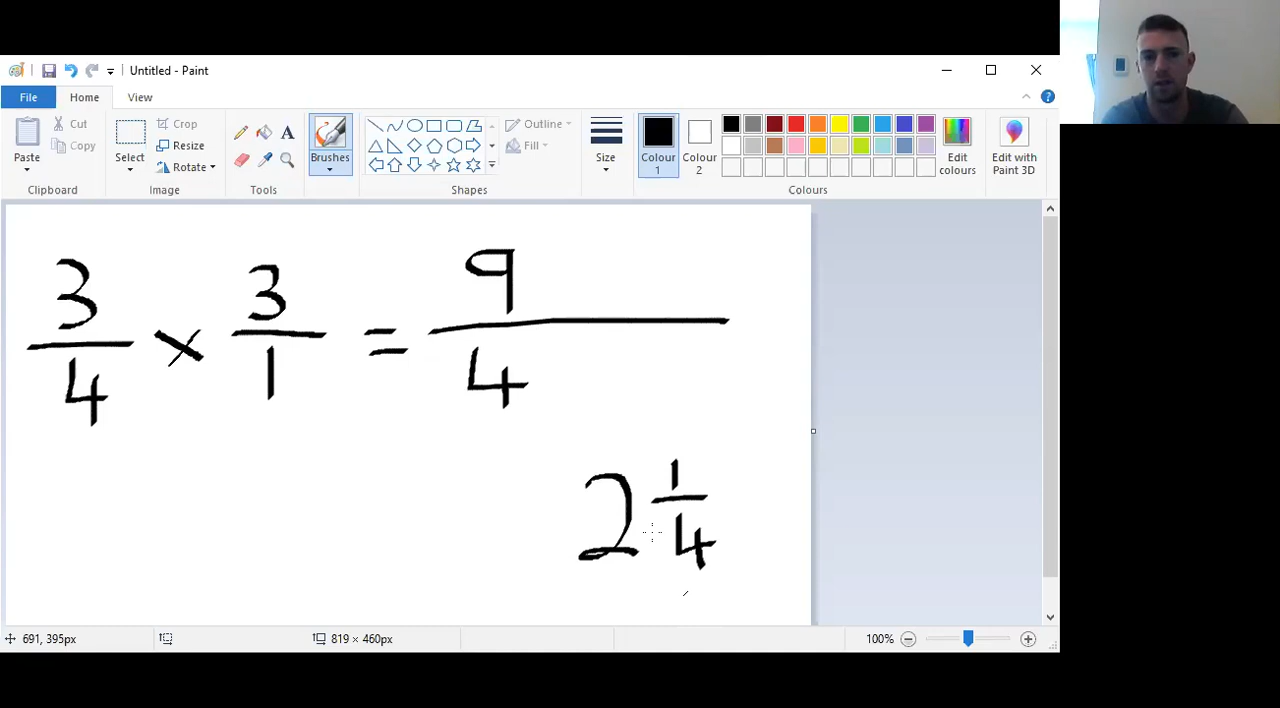 Untitled - Paint
File Home View
Paste
Cut
Copy
Clipboard
Select
Crop
Resize
Rotate
Image
A
Tools
Brushes
Outline
Fill
Shapes
Size
Colour 1
Colour 2
Edit colours
Edit with Paint 3D
Colours
3/4 × 3/1 = 9/4
2 1/4
691, 395px
819 × 460px
100%